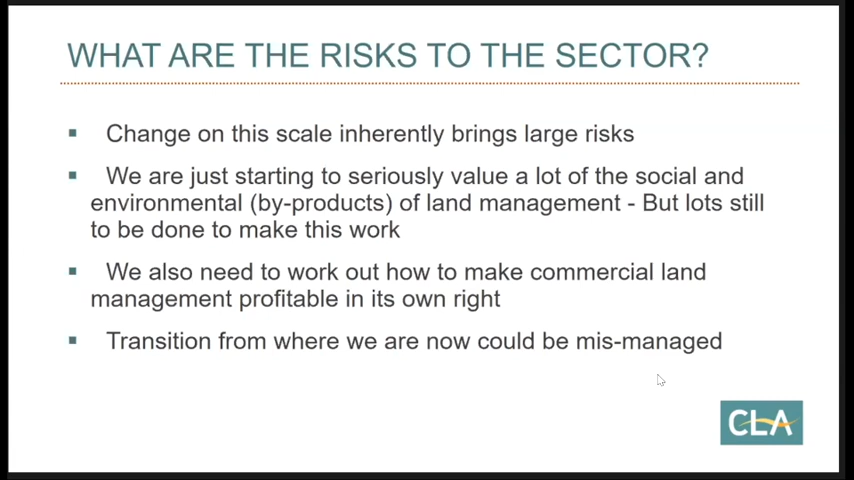 WHAT ARE THE RISKS TO THE SECTOR?
▪ Change on this scale inherently brings large risks
▪ We are just starting to seriously value a lot of the social and
environmental (by-products) of land management - But lots still
to be done to make this work
▪ We also need to work out how to make commercial land
management profitable in its own right
▪ Transition from where we are now could be mis-managed
CLA